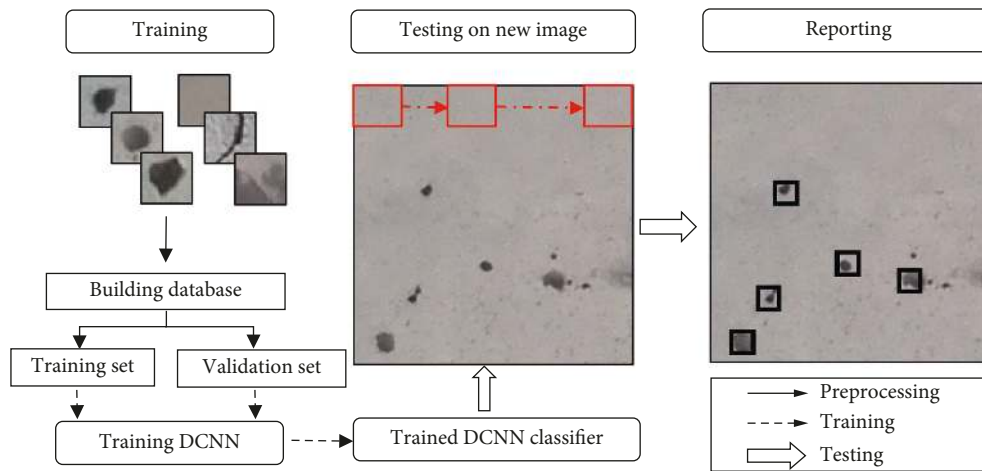 Training
Testing on new image
Reporting
Building database
Training set
Validation set
Training DCNN
Trained DCNN classifier
Preprocessing
Training
Testing